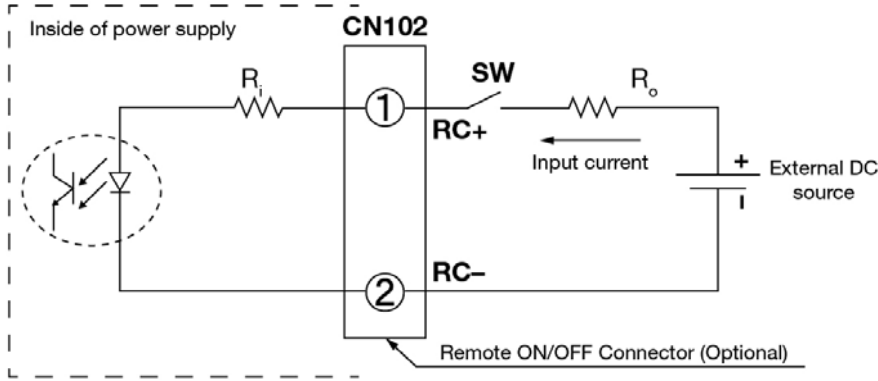 Inside of power supply
CN102
Ri
1
SW
Ro
RC+
Input current
+
External DC
source
−
RC–
2
Remote ON/OFF Connector (Optional)